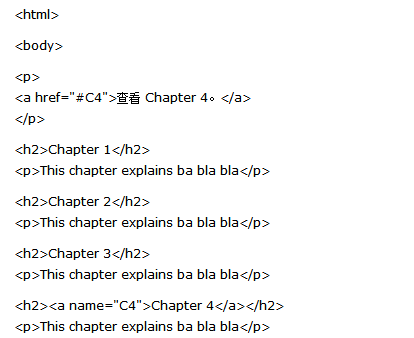 <html>
<body>
<p>
<a href="#C4">查看 Chapter 4。</a>
</p>
<h2>Chapter 1</h2>
<p>This chapter explains ba bla bla</p>
<h2>Chapter 2</h2>
<p>This chapter explains ba bla bla</p>
<h2>Chapter 3</h2>
<p>This chapter explains ba bla bla</p>
<h2><a name="C4">Chapter 4</a></h2>
<p>This chapter explains ba bla bla</p>